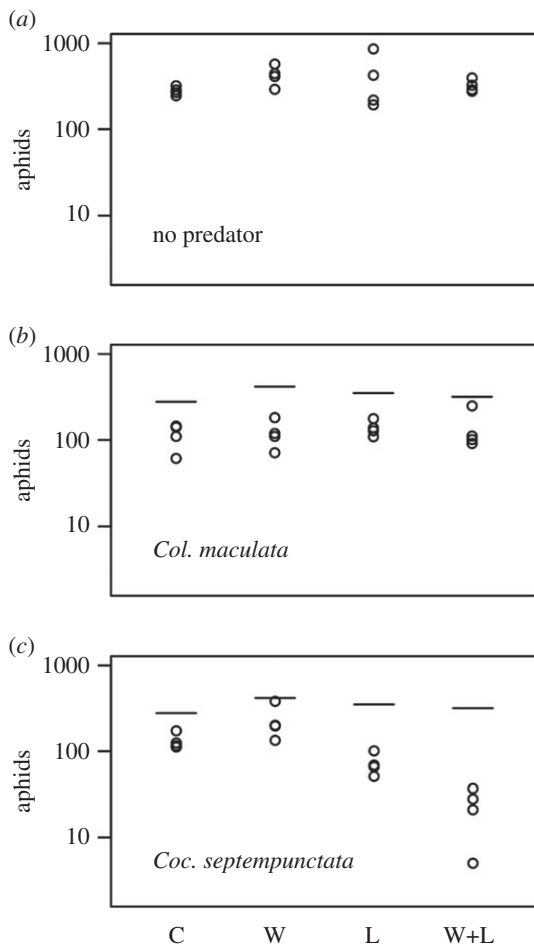 (a)
1000
100
10
aphids
no predator
(b)
1000
100
10
aphids
Col. maculata
(c)
1000
100
10
aphids
Coc. septempunctata
C W L W+L